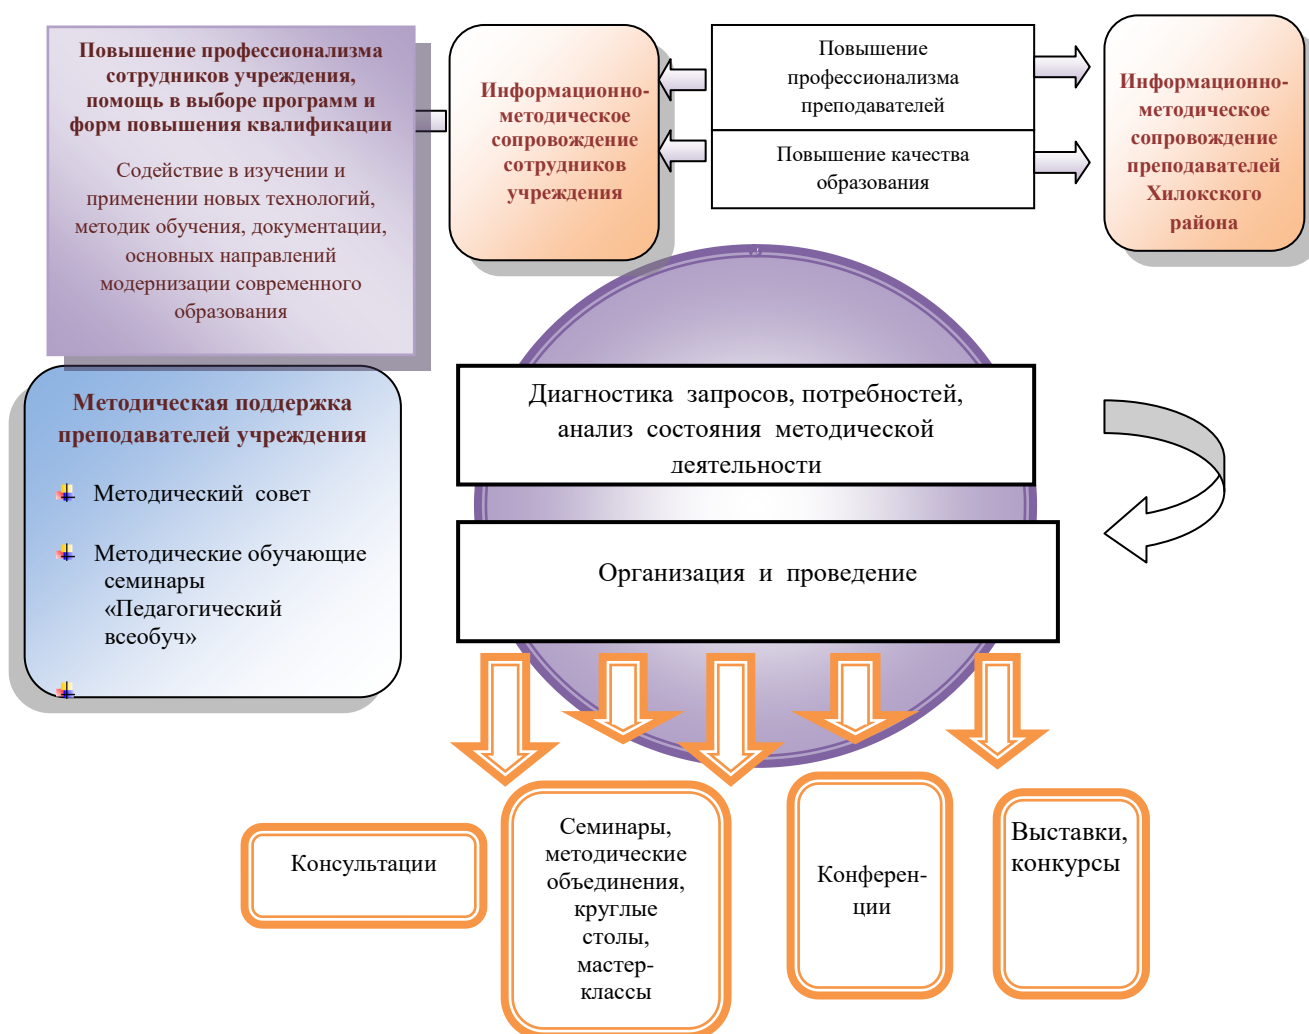 Повышение профессионализма
сотрудников учреждения,
помощь в выборе программ и
форм повышения квалификации
Содействие в изучении и
применении новых технологий,
методик обучения, документации,
основных направлений
модернизации современного
образования
Информационно-
методическое
сопровождение
сотрудников
учреждения
Повышение
профессионализма
преподавателей
Повышение качества
образования
Информационно-
методическое
сопровождение
преподавателей
Хилокского
района
Методическая поддержка
преподавателей учреждения
Методический совет
Методические обучающие
семинары
«Педагогический
всеобуч»
Диагностика запросов, потребностей,
анализ состояния методической
деятельности
Организация и проведение
Консультации
Семинары,
методические
объединения,
круглые
столы,
мастер-
классы
Конферен-
ции
Выставки,
конкурсы